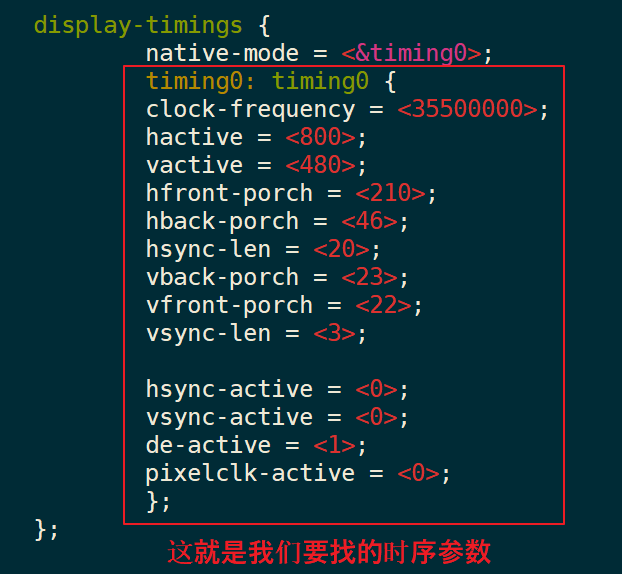 display-timings {
native-mode = <&timing0>;
timing0: timing0 {
clock-frequency = <35500000>;
hactive = <800>;
vactive = <480>;
hfront-porch = <210>;
hback-porch = <46>;
hsync-len = <20>;
vback-porch = <23>;
vfront-porch = <22>;
vsync-len = <3>;
hsync-active = <0>;
vsync-active = <0>;
de-active = <1>;
pixelclk-active = <0>;
};
};
这就是我们要找的时序参数